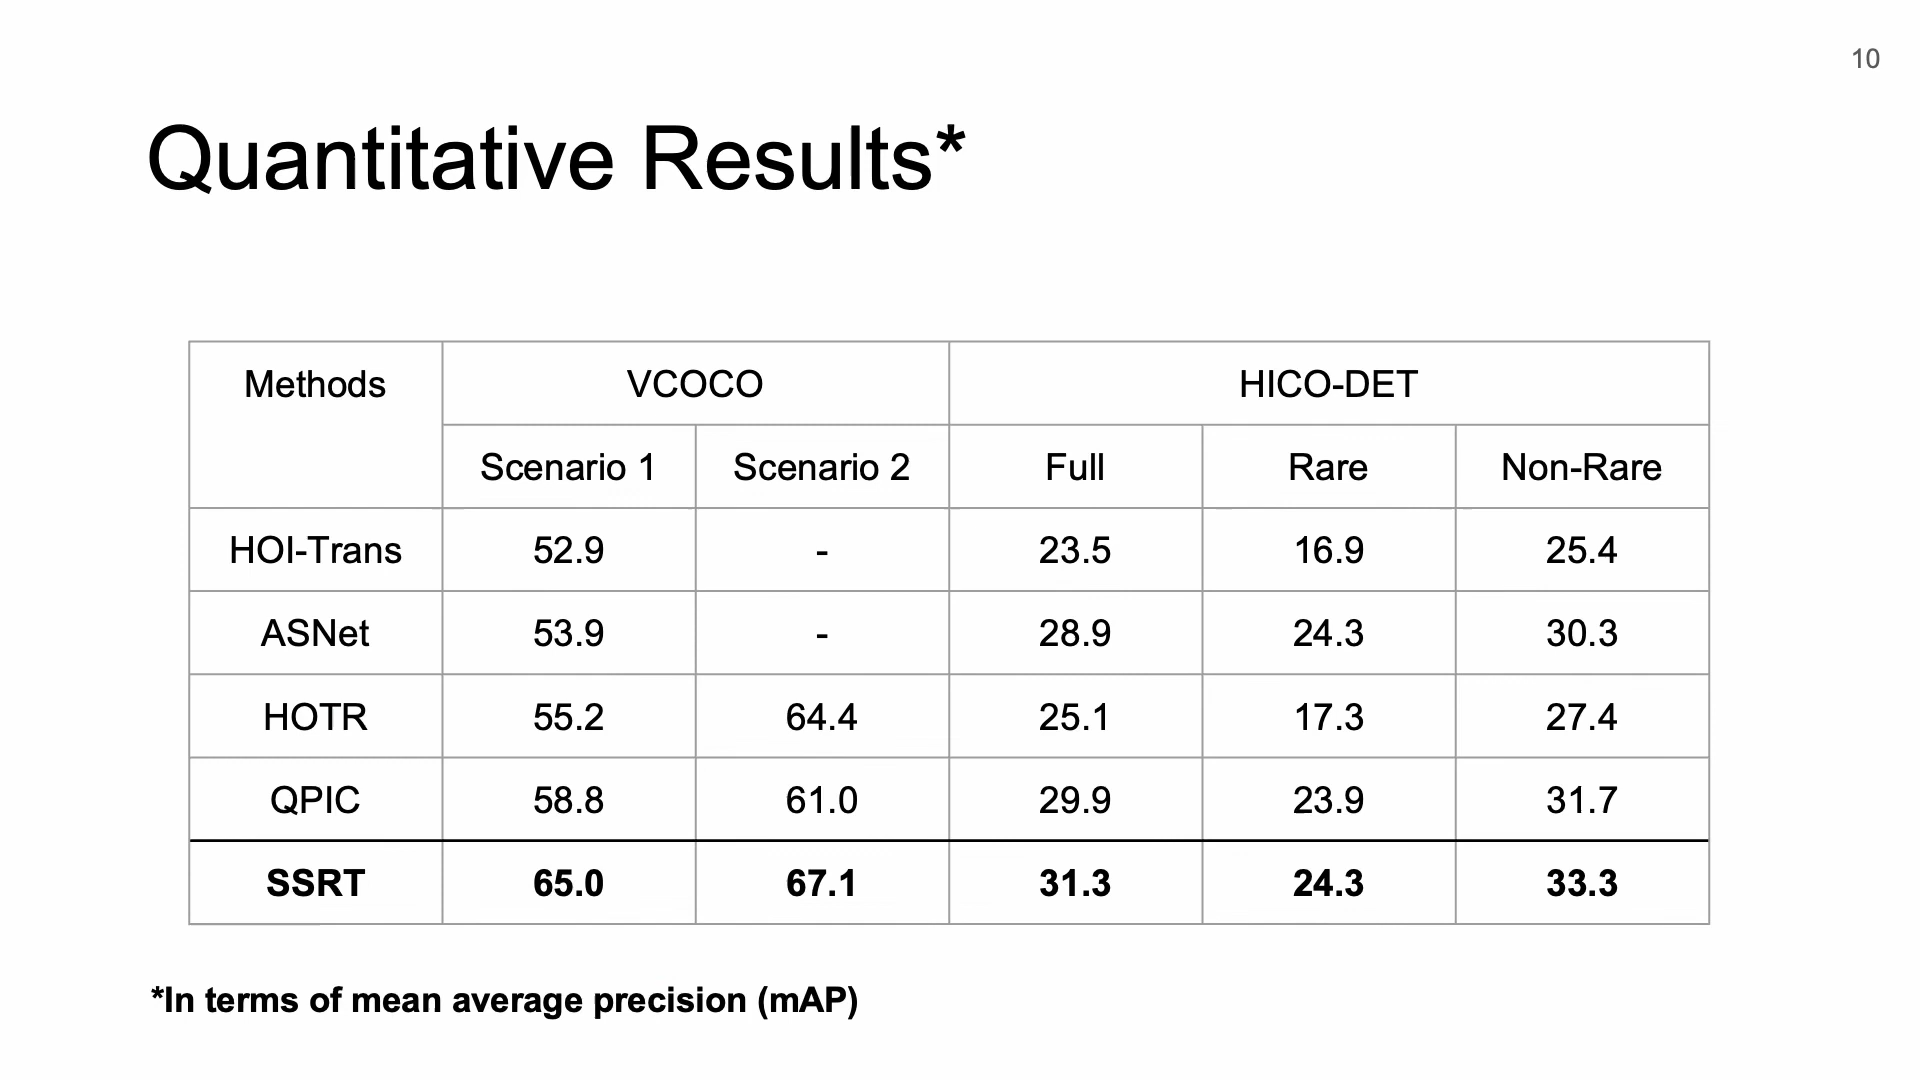 10
Quantitative Results*
Methods VCOCO HICO-DET
Scenario 1 Scenario 2 Full Rare Non-Rare
HOI-Trans 52.9 - 23.5 16.9 25.4
ASNet 53.9 - 28.9 24.3 30.3
HOTR 55.2 64.4 25.1 17.3 27.4
QPIC 58.8 61.0 29.9 23.9 31.7
SSRT 65.0 67.1 31.3 24.3 33.3
*In terms of mean average precision (mAP)